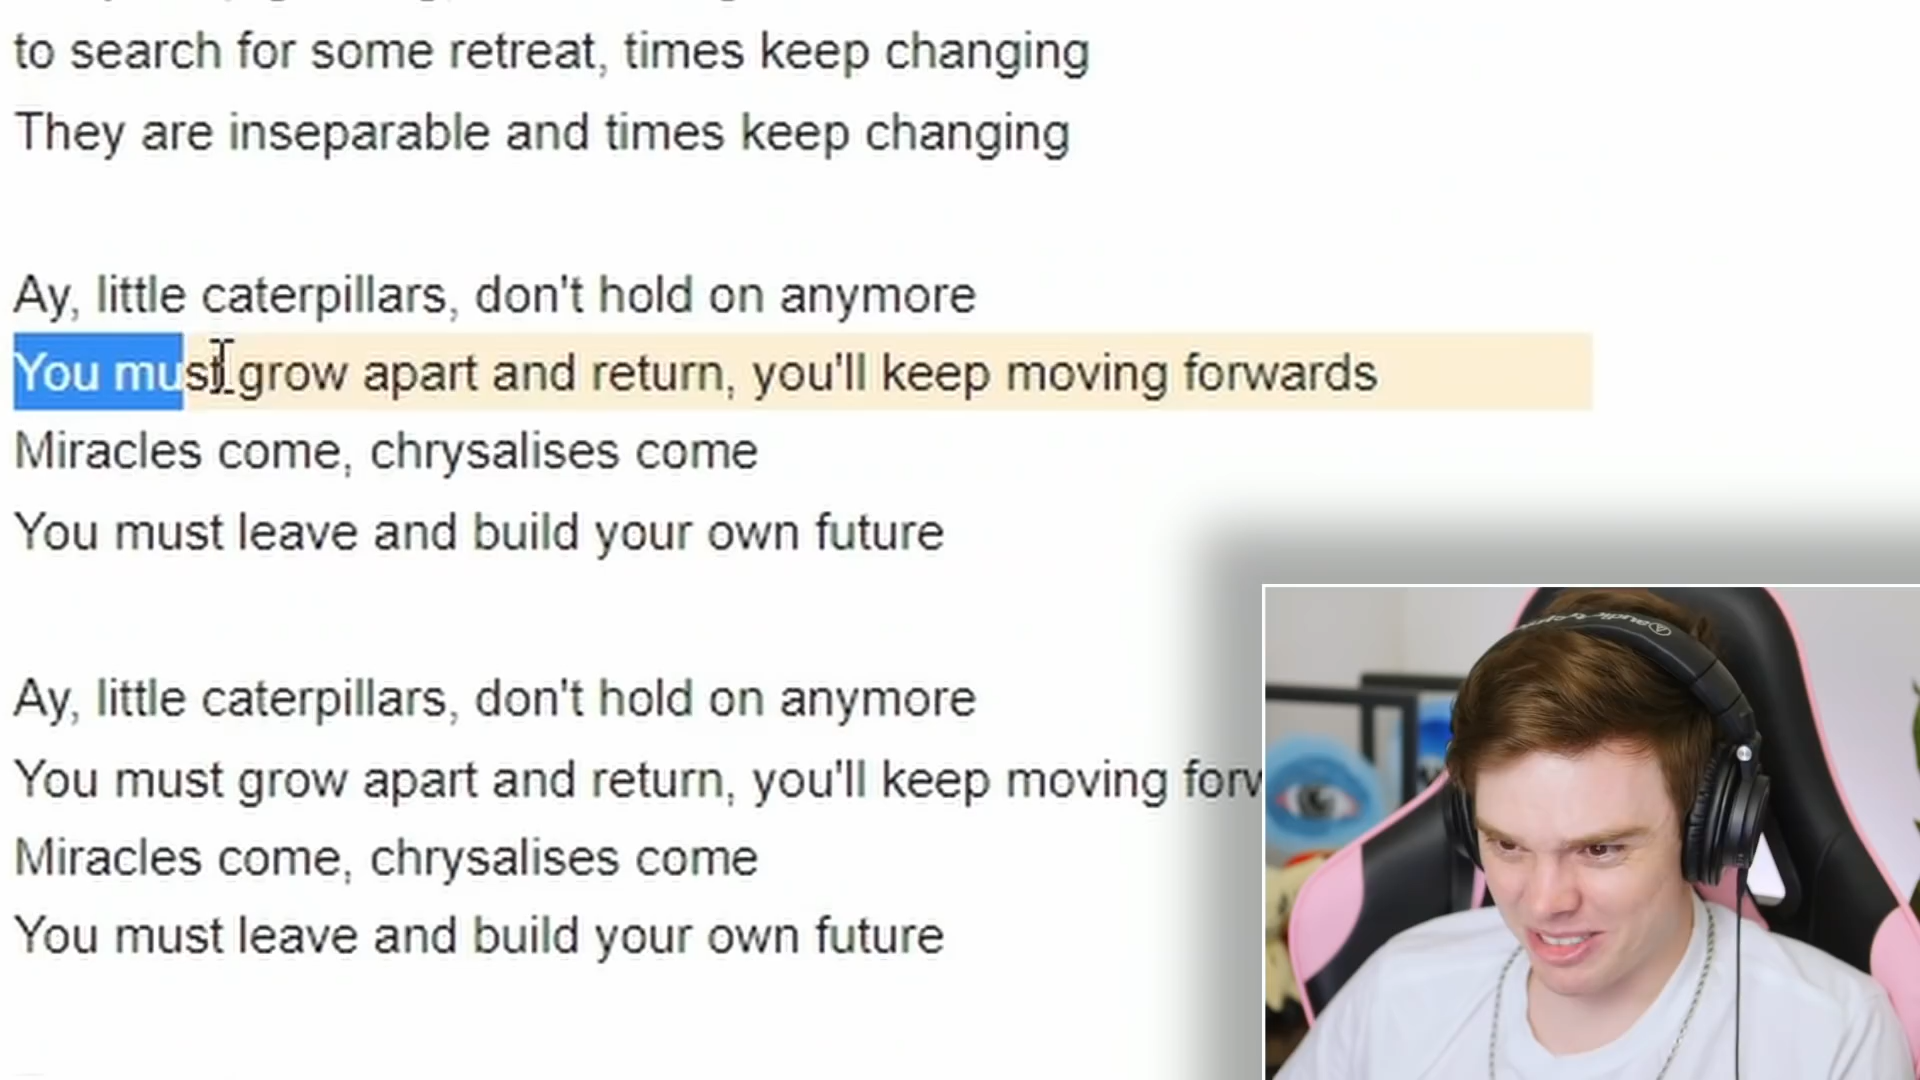 to search for some retreat, times keep changing
They are inseparable and times keep changing
Ay, little caterpillars, don't hold on anymore
You must grow apart and return, you'll keep moving forwards
Miracles come, chrysalises come
You must leave and build your own future
Ay, little caterpillars, don't hold on anymore
You must grow apart and return, you'll keep moving forw
Miracles come, chrysalises come
You must leave and build your own future